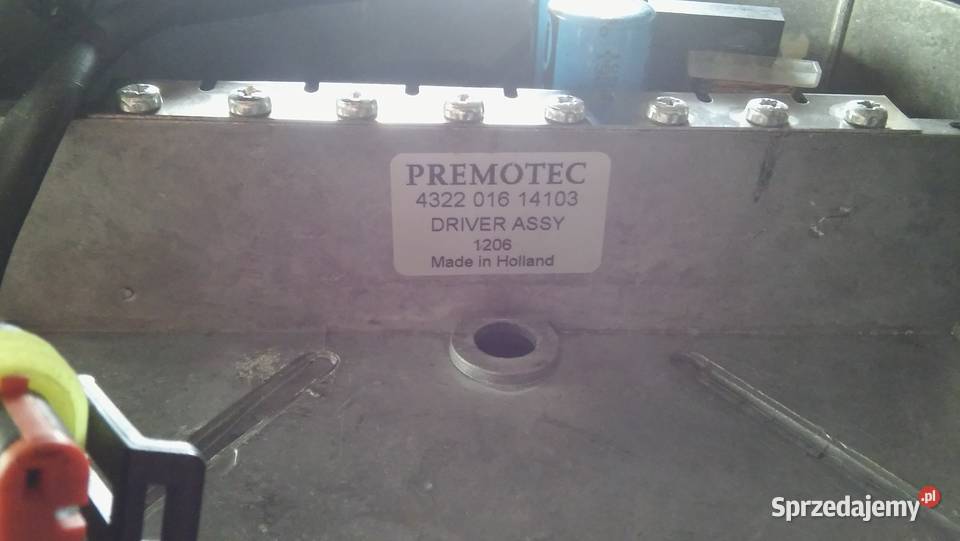 PREMOTEC
4322 016 14103
DRIVER ASSY
1206
Made in Holland
Sprzedajemy.pl